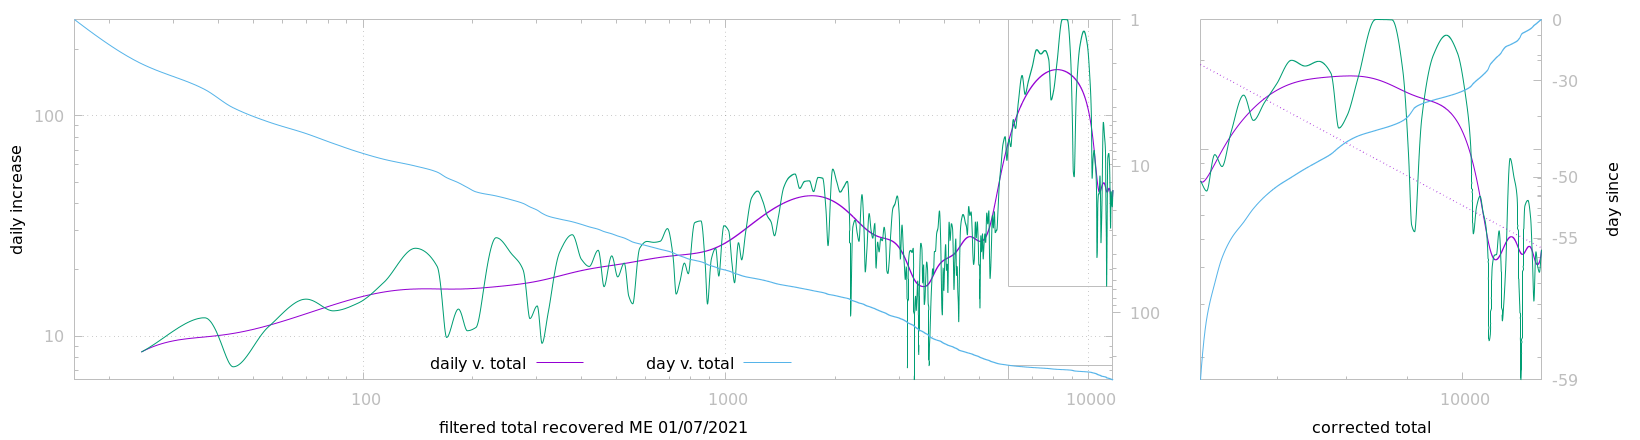 daily increase
100
10
100
1000
10000
1
10
100
daily v. total
day v. total
filtered total recovered ME 01/07/2021
0
-30
-50
-55
-59
day since
10000
corrected total